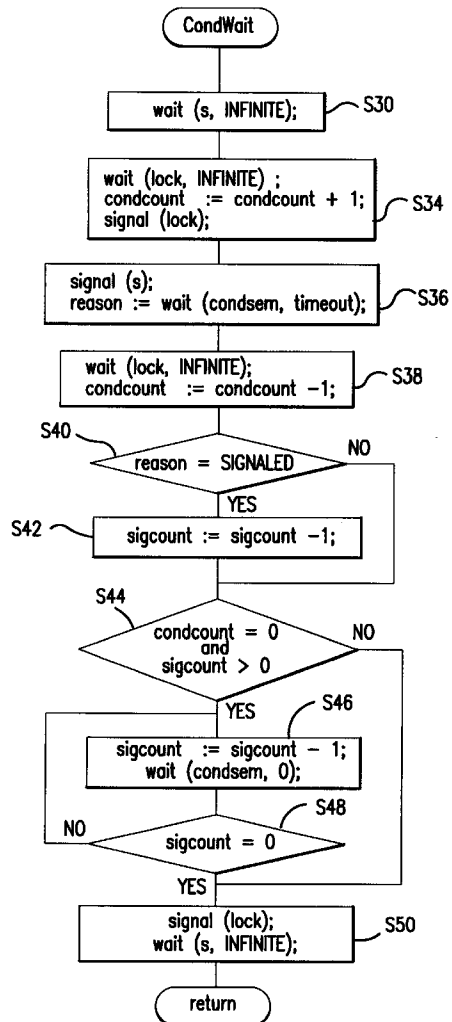 CondWait
wait (s, INFINITE);
S30
wait (lock, INFINITE) ;
condcount := condcount + 1;
signal (lock);
S34
signal (s);
reason := wait (condsem, timeout);
S36
wait (lock, INFINITE);
condcount := condcount -1;
S38
S40
reason = SIGNALED
NO
YES
S42
sigcount := sigcount -1;
S44
condcount = 0
and
sigcount > 0
NO
YES
S46
sigcount := sigcount - 1;
wait (condsem, 0);
S48
NO
sigcount = 0
YES
signal (lock);
wait (s, INFINITE);
S50
return